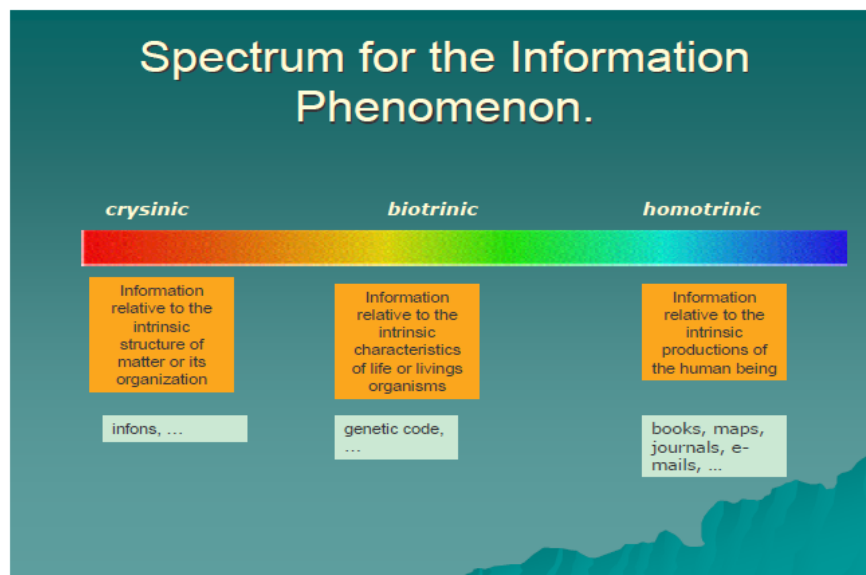 Spectrum for the Information
Phenomenon.
crysinic
biotrinic
homotrinic
Information
relative to the
intrinsic
structure of
matter or its
organization
Information
relative to the
intrinsic
characteristics
of life or livings
organisms
Information
relative to the
intrinsic
productions of
the human being
infons, ...
genetic code,
...
books, maps,
journals, e-
mails, ...